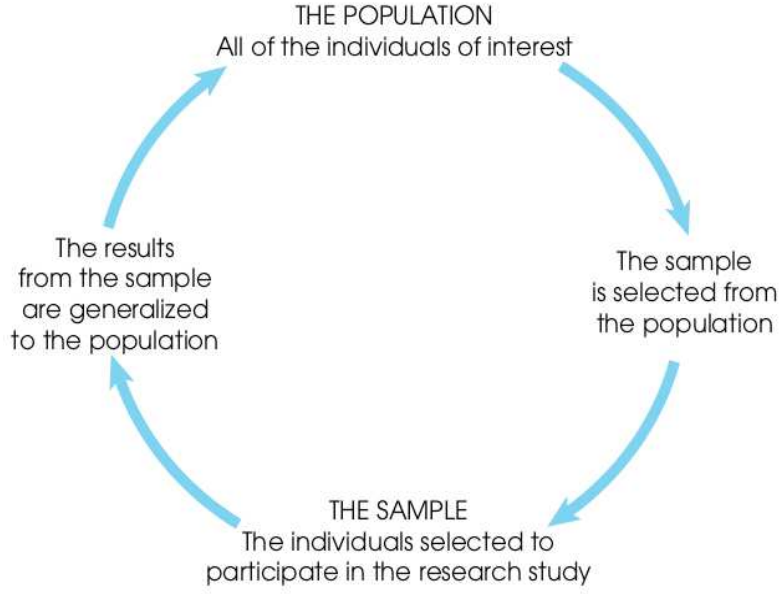 THE POPULATION
All of the individuals of interest
The sample
is selected from
the population
THE SAMPLE
The individuals selected to
participate in the research study
The results
from the sample
are generalized
to the population